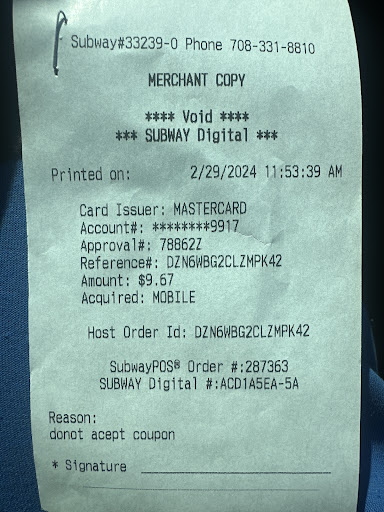 Subway#33239-0 Phone 708-331-8810
MERCHANT COPY
**** Void ****
*** SUBWAY Digital ***
Printed on: 2/29/2024 11:53:39 AM
Card Issuer: MASTERCARD
Account#: ********9917
Approval#: 78862Z
Reference#: DZN6WBG2CLZMPK42
Amount: $9.67
Acquired: MOBILE
Host Order Id: DZN6WBG2CLZMPK42
SubwayPOS® Order #:287363
SUBWAY Digital #:ACD1A5EA-5A
Reason:
donot acept coupon
* Signature